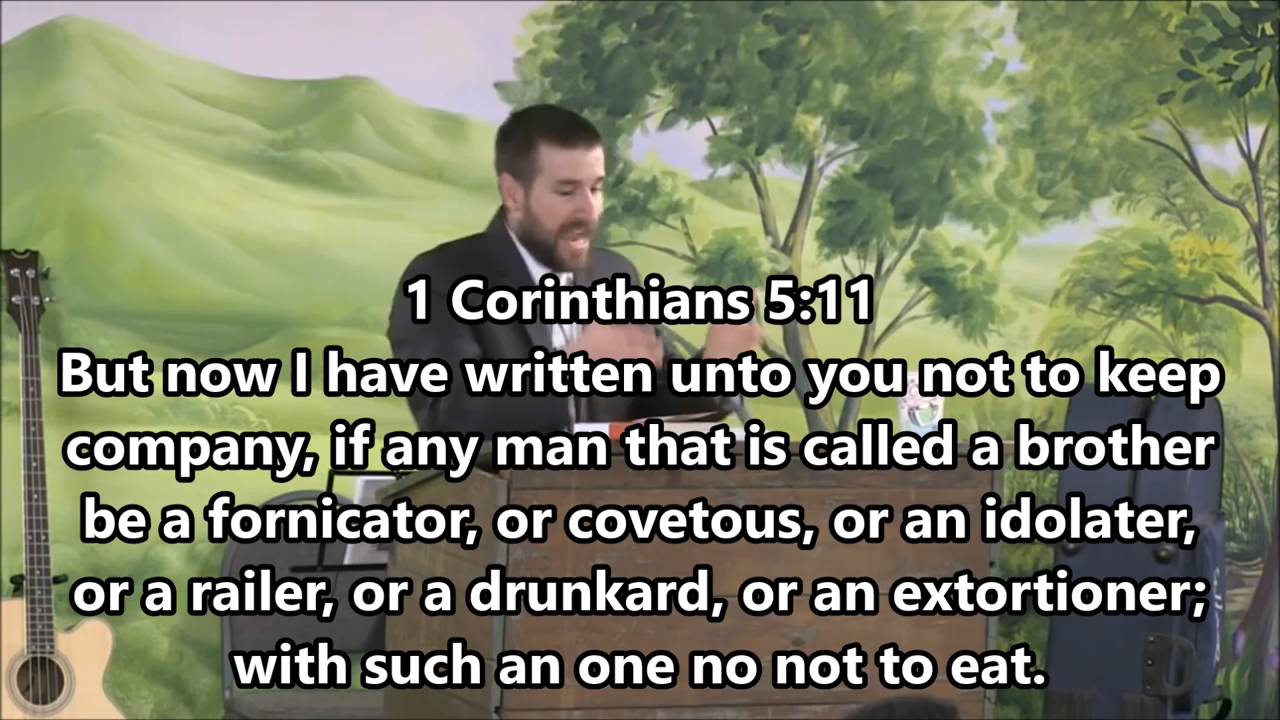 1 Corinthians 5:11
But now I have written unto you not to keep
company, if any man that is called a brother
be a fornicator, or covetous, or an idolater,
or a railer, or a drunkard, or an extortioner;
with such an one no not to eat.